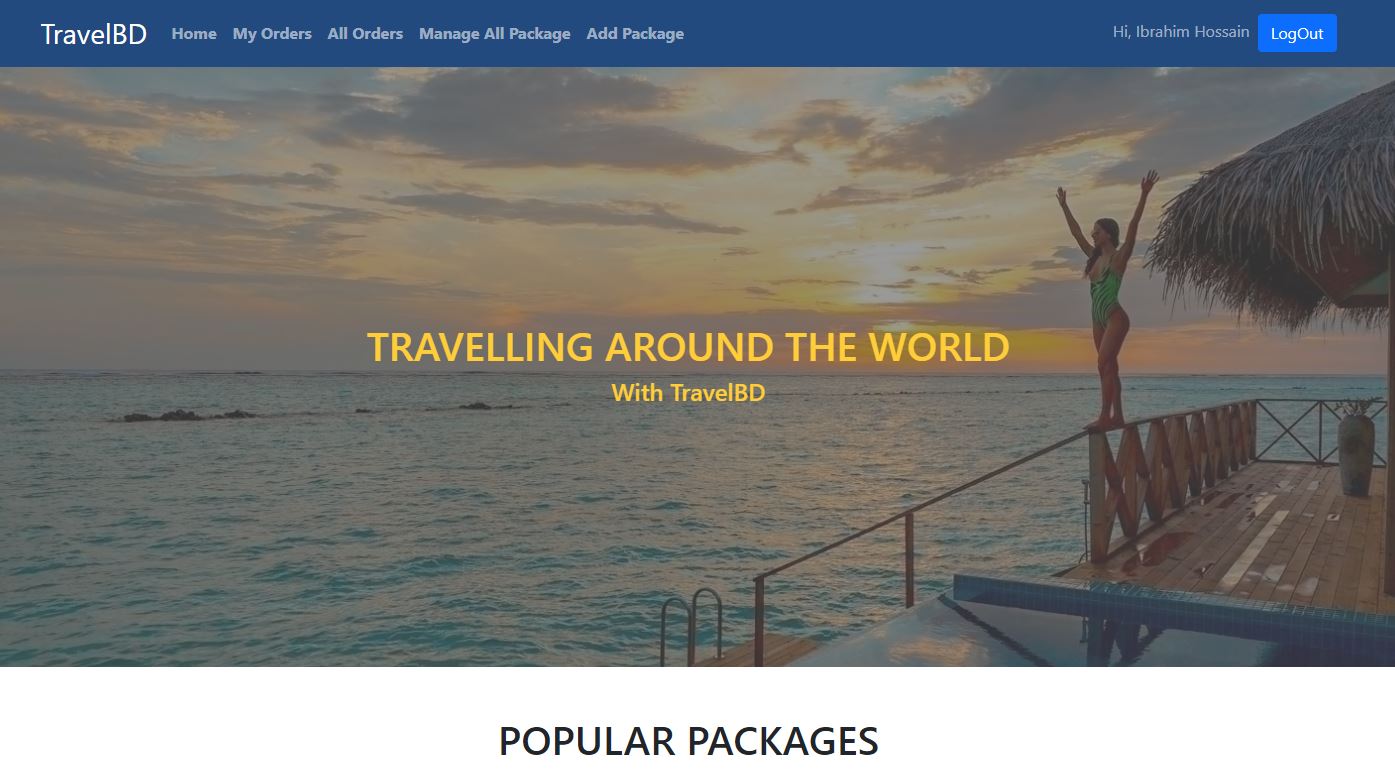 TravelBD Home My Orders All Orders Manage All Package Add Package Hi, Ibrahim Hossain LogOut
TRAVELLING AROUND THE WORLD
With TravelBD
POPULAR PACKAGES